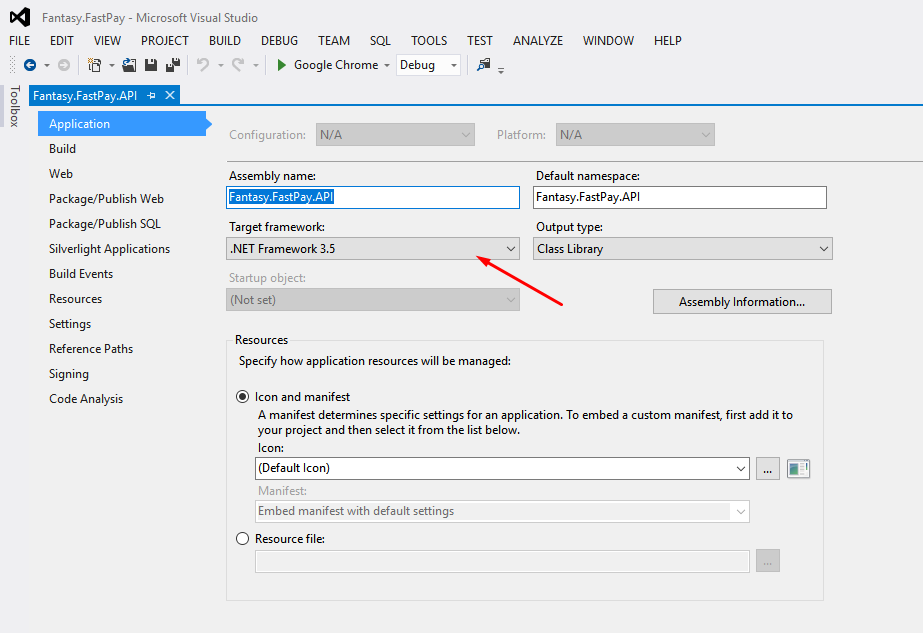 Fantasy.FastPay - Microsoft Visual Studio
FILE EDIT VIEW PROJECT BUILD DEBUG TEAM SQL TOOLS TEST ANALYZE WINDOW HELP
Google Chrome Debug
Toolbox
Fantasy.FastPay.API
Application
Build
Web
Package/Publish Web
Package/Publish SQL
Silverlight Applications
Build Events
Resources
Settings
Reference Paths
Signing
Code Analysis
Configuration: N/A Platform: N/A
Assembly name: Default namespace:
Fantasy.FastPay.API Fantasy.FastPay.API
Target framework: Output type:
.NET Framework 3.5 Class Library
Startup object:
(Not set) Assembly Information...
Resources
Specify how application resources will be managed:
Icon and manifest
A manifest determines specific settings for an application. To embed a custom manifest, first add it to
your project and then select it from the list below.
Icon:
(Default Icon) ...
Manifest:
Embed manifest with default settings
Resource file:
...